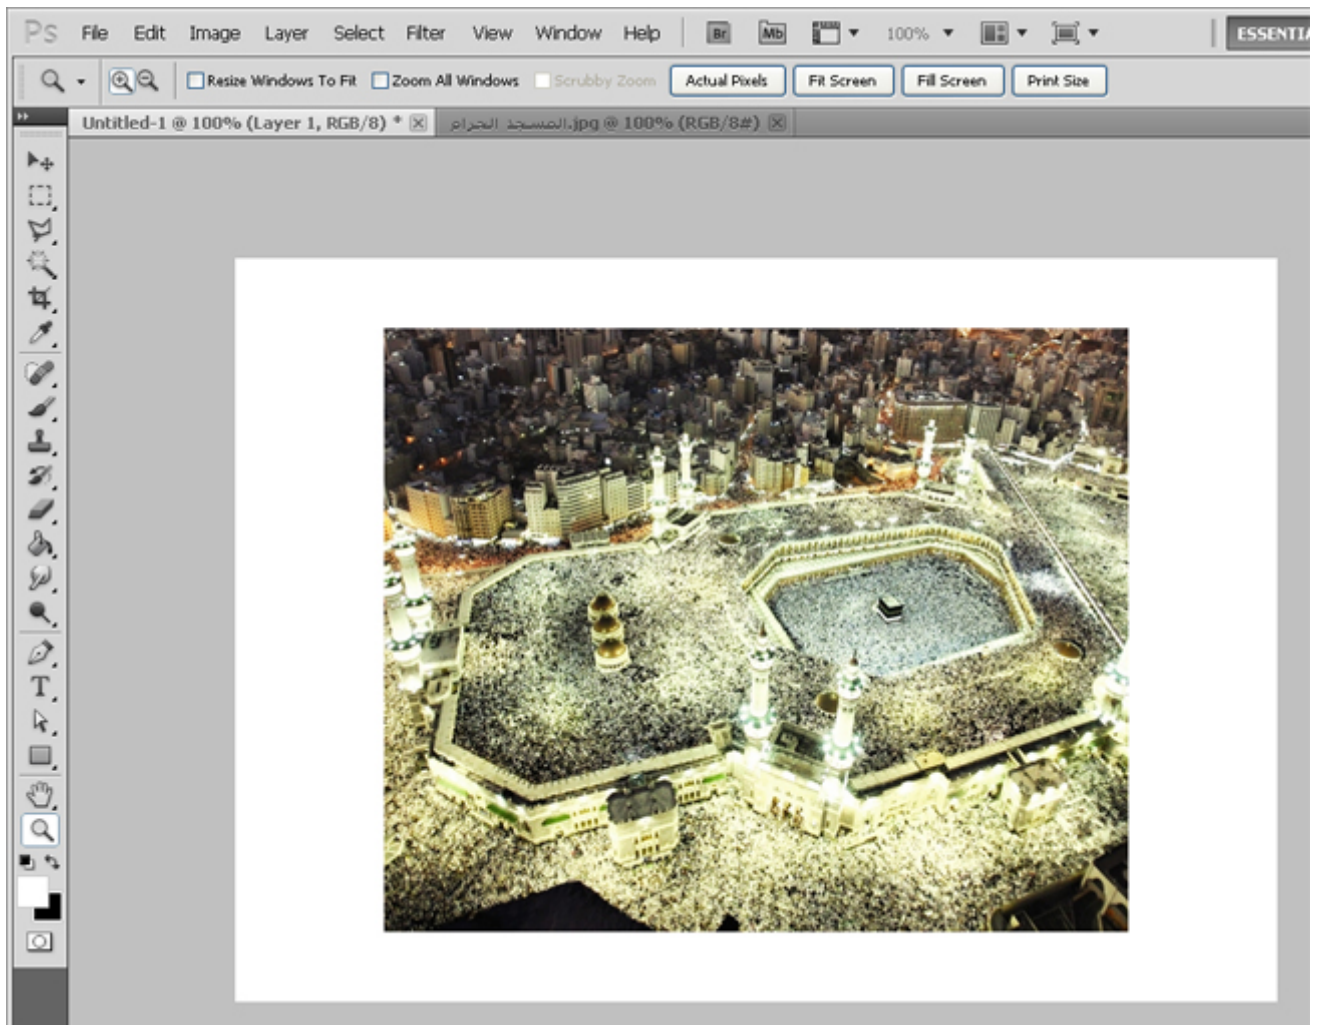 Ps File Edit Image Layer Select Filter View Window Help Br Mb 100% ESSENTIA
Resize Windows To Fit Zoom All Windows Scrubby Zoom Actual Pixels Fit Screen Fill Screen Print Size
Untitled-1 @ 100% (Layer 1, RGB/8) * المسجد الحرام.jpg @ 100% (RGB/8#)
T